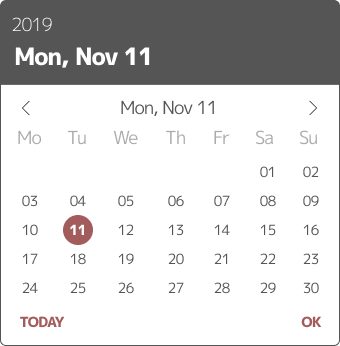 2019
Mon, Nov 11
Mon, Nov 11
Mo Tu We Th Fr Sa Su
01 02
03 04 05 06 07 08 09
10 11 12 13 14 15 16
17 18 19 20 21 22 23
24 25 26 27 28 29 30
TODAY OK